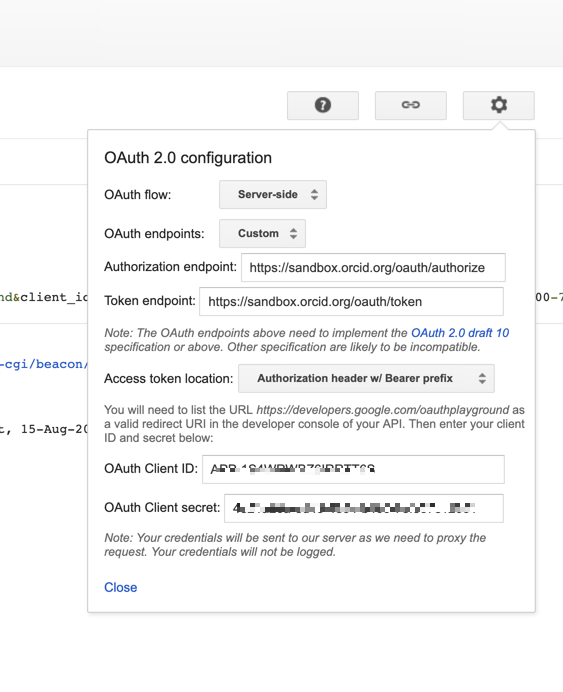 OAuth 2.0 configuration
OAuth flow: Server-side
OAuth endpoints: Custom
Authorization endpoint: https://sandbox.orcid.org/oauth/authorize
nd&client_id
00-7
Token endpoint: https://sandbox.orcid.org/oauth/token
Note: The OAuth endpoints above need to implement the OAuth 2.0 draft 10
specification or above. Other specification are likely to be incompatible.
-cgi/beacon/
Access token location: Authorization header w/ Bearer prefix
You will need to list the URL https://developers.google.com/oauthplayground as
a valid redirect URI in the developer console of your API. Then enter your client
t, 15-Aug-20
ID and secret below:
OAuth Client ID:
OAuth Client secret:
Note: Your credentials will be sent to our server as we need to proxy the
request. Your credentials will not be logged.
Close